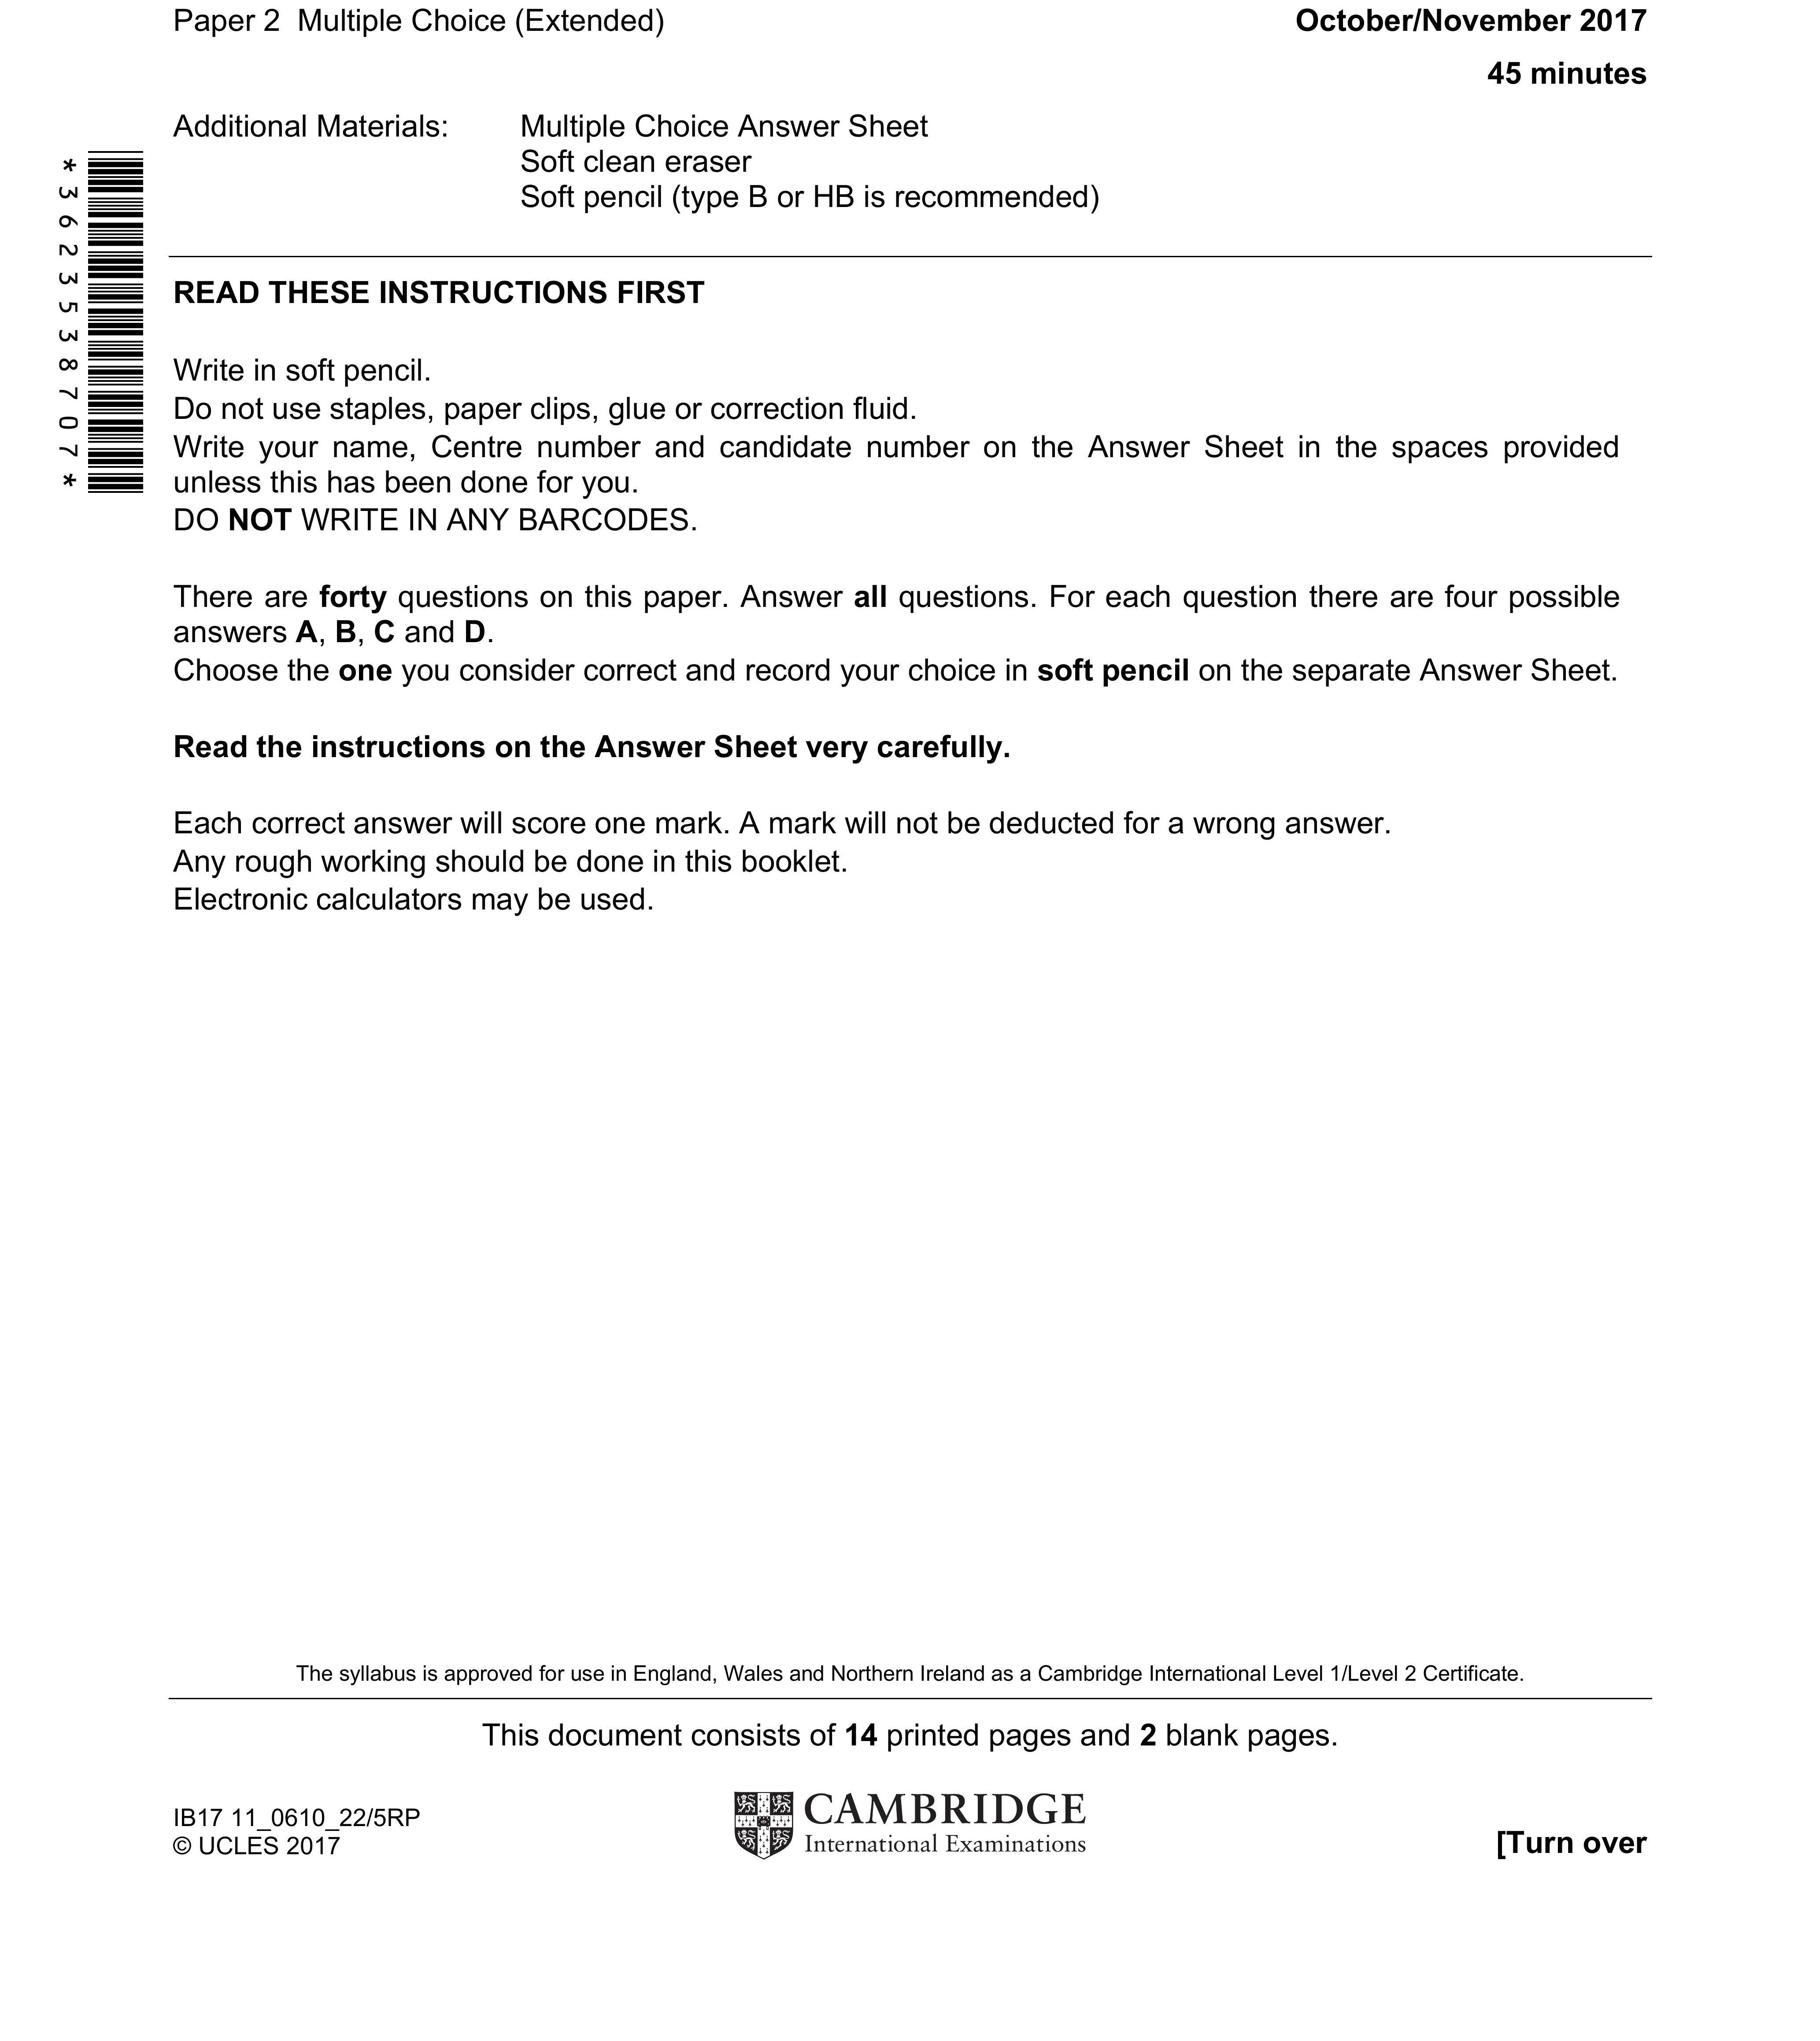 Paper 2  Multiple Choice (Extended)
October/November 2017
45 minutes
Additional Materials:
Multiple Choice Answer Sheet
Soft clean eraser
Soft pencil (type B or HB is recommended)
*3623538707*
READ THESE INSTRUCTIONS FIRST
Write in soft pencil.
Do not use staples, paper clips, glue or correction fluid.
Write your name, Centre number and candidate number on the Answer Sheet in the spaces provided
unless this has been done for you.
DO NOT WRITE IN ANY BARCODES.
There are forty questions on this paper. Answer all questions. For each question there are four possible
answers A, B, C and D.
Choose the one you consider correct and record your choice in soft pencil on the separate Answer Sheet.
Read the instructions on the Answer Sheet very carefully.
Each correct answer will score one mark. A mark will not be deducted for a wrong answer.
Any rough working should be done in this booklet.
Electronic calculators may be used.
The syllabus is approved for use in England, Wales and Northern Ireland as a Cambridge International Level 1/Level 2 Certificate.
This document consists of 14 printed pages and 2 blank pages.
IB17 11_0610_22/5RP
© UCLES 2017
CAMBRIDGE
International Examinations
[Turn over